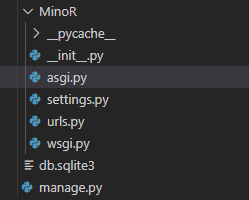 MinoR
__pycache__
__init__.py
asgi.py
settings.py
urls.py
wsgi.py
db.sqlite3
manage.py